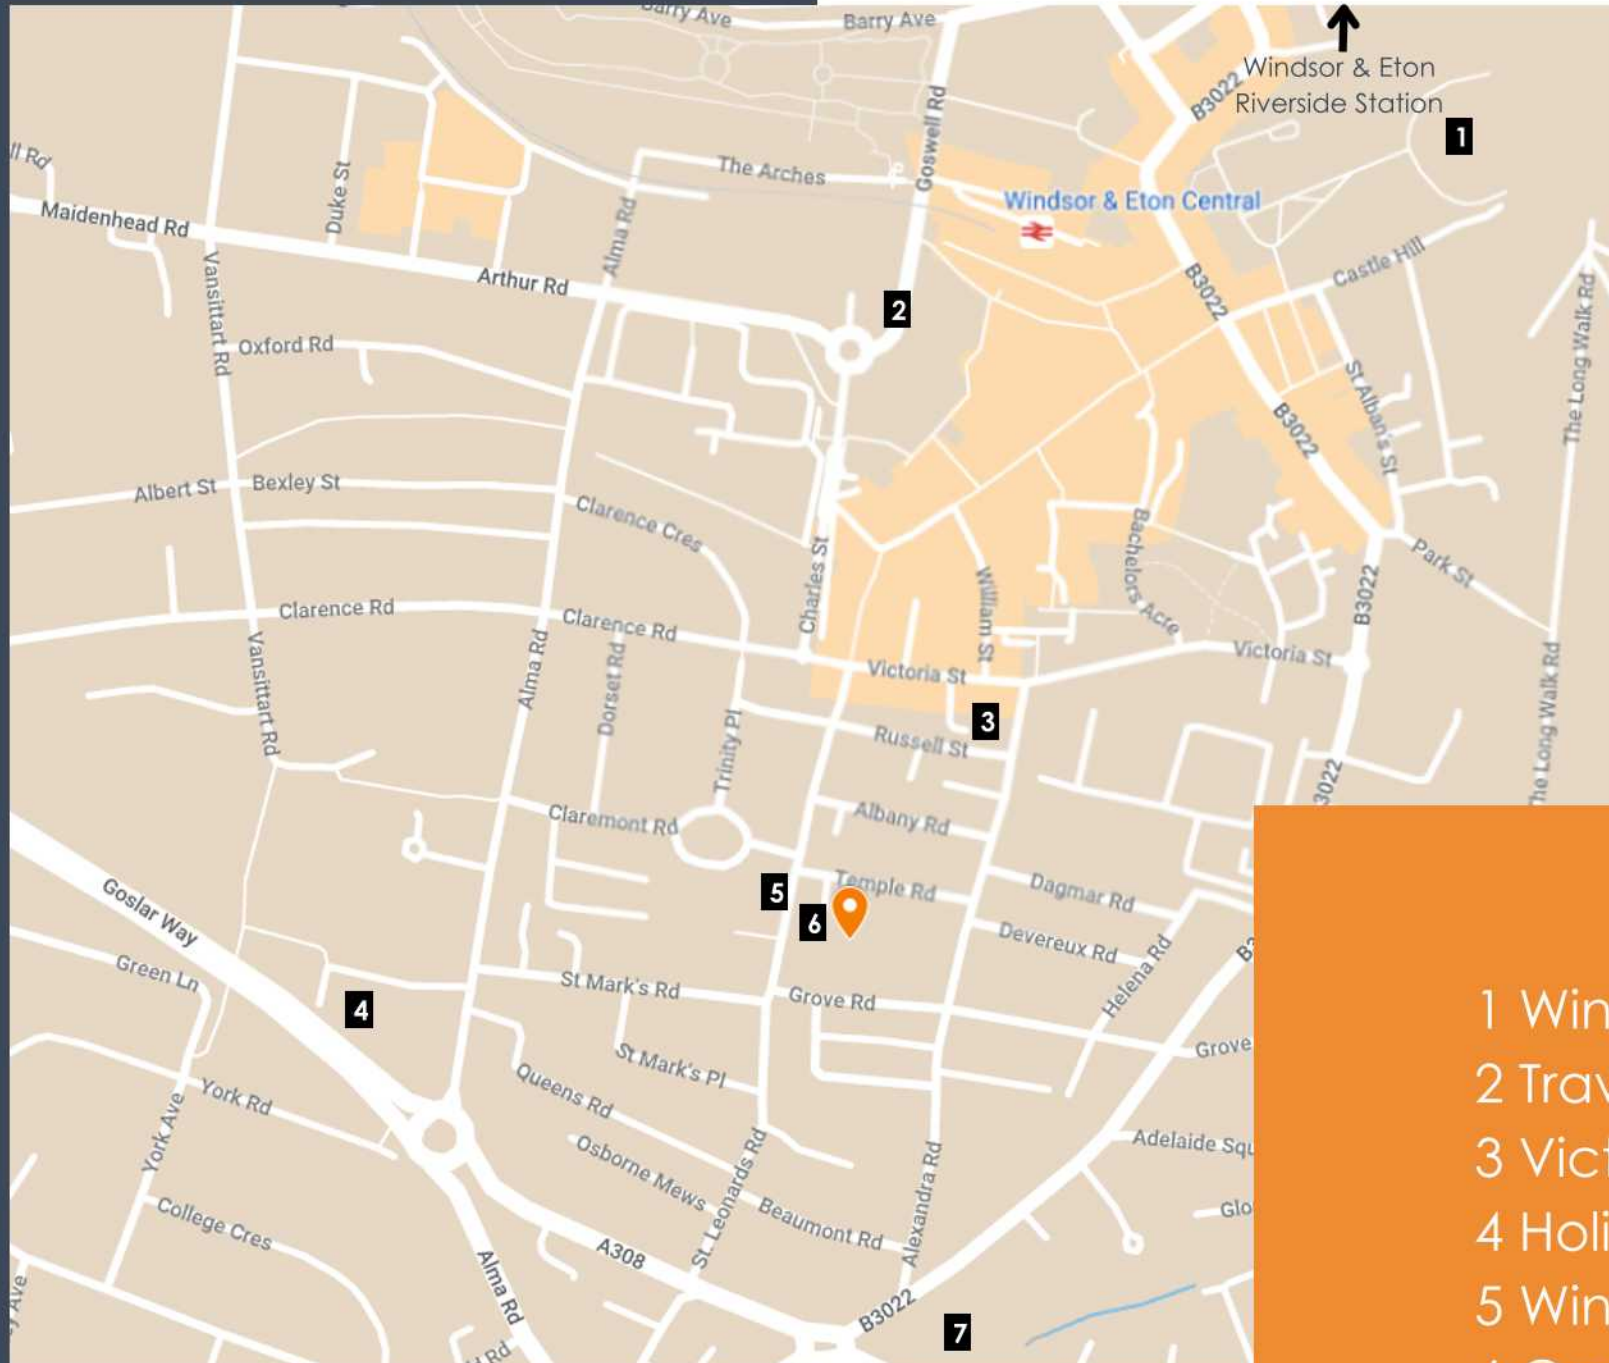 Barry Ave
Barry Ave
Windsor & Eton
Riverside Station
B3022
1
ll Rd
Duke St
The Arches
Goswell Rd
Windsor & Eton Central
Maidenhead Rd
Alma Rd
Arthur Rd
Vansittart Rd
Castle Hill
B3022
The Long Walk Rd
2
Oxford Rd
St Alban's St
B3022
Albert St
Bexley St
Clarence Cres
Charles St
Bachelors Acre
Park St
William St
B3022
Clarence Rd
Clarence Rd
Vansittart Rd
Alma Rd
Dorset Rd
Victoria St
Victoria St
The Long Walk Rd
3
Trinity Pl
Russell St
3022
Claremont Rd
Albany Rd
Goslar Way
5
Temple Rd
Dagmar Rd
6
Devereux Rd
Helena Rd
Green Ln
St Mark's Rd
Grove Rd
4
Grove
St Mark's Pl
Queens Rd
York Rd
York Ave
Osborne Mews
St. Leonards Rd
Alexandra Rd
Adelaide Squ
College Cres
Beaumont Rd
Glo
A308
Alma Rd
B3022
7
Rd
1 Win
2 Trav
3 Vict
4 Holi
5 Win